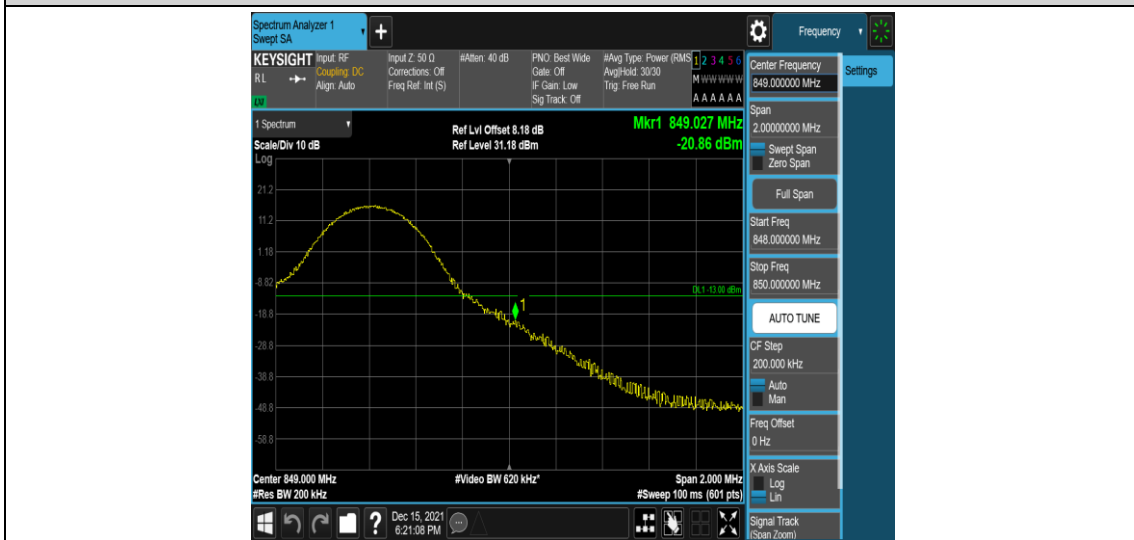 Spectrum Analyzer 1
Swept SA
+
Frequency
KEYSIGHT
RL
Input: RF
Coupling: DC
Align: Auto
Input Z: 50 Ω
Corrections: Off
Freq Ref: Int (S)
#Atten: 40 dB
PNO: Best Wide
Gate: Off
IF Gain: Low
Sig Track: Off
#Avg Type: Power (RMS
Avg|Hold: 30/30
Trig: Free Run
1 2 3 4 5 6
M W W W W W
A A A A A A
LXI
1 Spectrum
Scale/Div 10 dB
Ref Lvl Offset 8.18 dB
Ref Level 31.18 dBm
Mkr1 849.027 MHz
-20.86 dBm
Log
21.2
11.2
1.18
-8.82
DL1 -13.00 dBm
1
-18.8
-28.8
-38.8
-48.8
-58.8
Center 849.000 MHz
#Video BW 620 kHz*
Span 2.000 MHz
#Res BW 200 kHz
#Sweep 100 ms (601 pts)
Center Frequency
849.000000 MHz
Settings
Span
2.00000000 MHz
Swept Span
Zero Span
Full Span
Start Freq
848.000000 MHz
Stop Freq
850.000000 MHz
AUTO TUNE
CF Step
200.000 kHz
Auto
Man
Freq Offset
0 Hz
X Axis Scale
Log
Lin
Signal Track
(Span Zoom)
?
Dec 15, 2021
6:21:08 PM